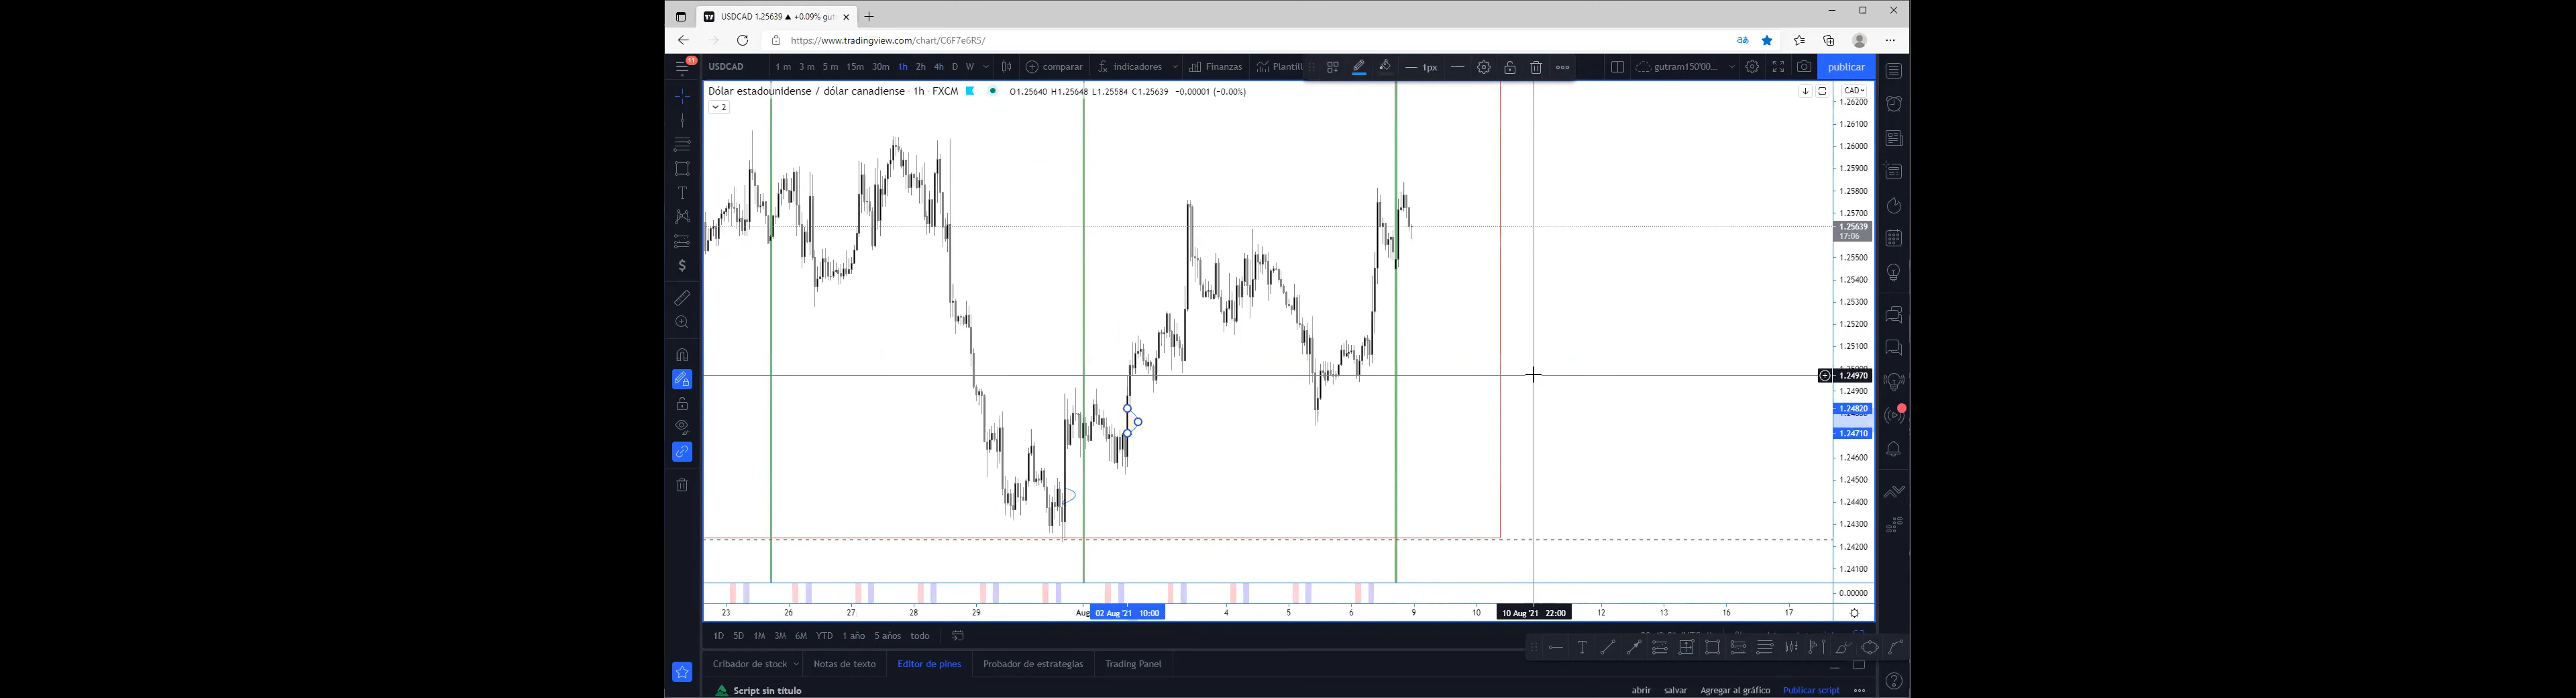 USDCAD 1.25639 ▲ +0.09% gut
https://www.tradingview.com/chart/C6F7e6R5/
11
USDCAD 1 m 3 m 5 m 15m 30m 1h 2h 4h D W comparar Indicadores Finanzas Plantill 1px gutram150'00... publicar
Dólar estadounidense / dólar canadiense · 1h · FXCM O1.25640 H1.25648 L1.25584 C1.25639 −0.00001 (−0.00%)
CAD
2
1.26200
1.26100
1.26000
1.25900
1.25800
1.25700
1.25639
17:06
1.25500
1.25400
1.25300
1.25200
1.25100
1.24970
1.24900
1.24820
1.24710
1.24600
1.24500
1.24400
1.24300
1.24200
1.24100
0.00000
23 26 27 28 29 Aug 02 Aug '21 10:00 4 5 6 9 10 10 Aug '21 22:00 12 13 16 17
1D 5D 1M 3M 6M YTD 1 año 5 años todo
Cribador de stock Notas de texto Editor de pines Probador de estrategias Trading Panel
Script sin título abrir salvar Agregar al gráfico Publicar script